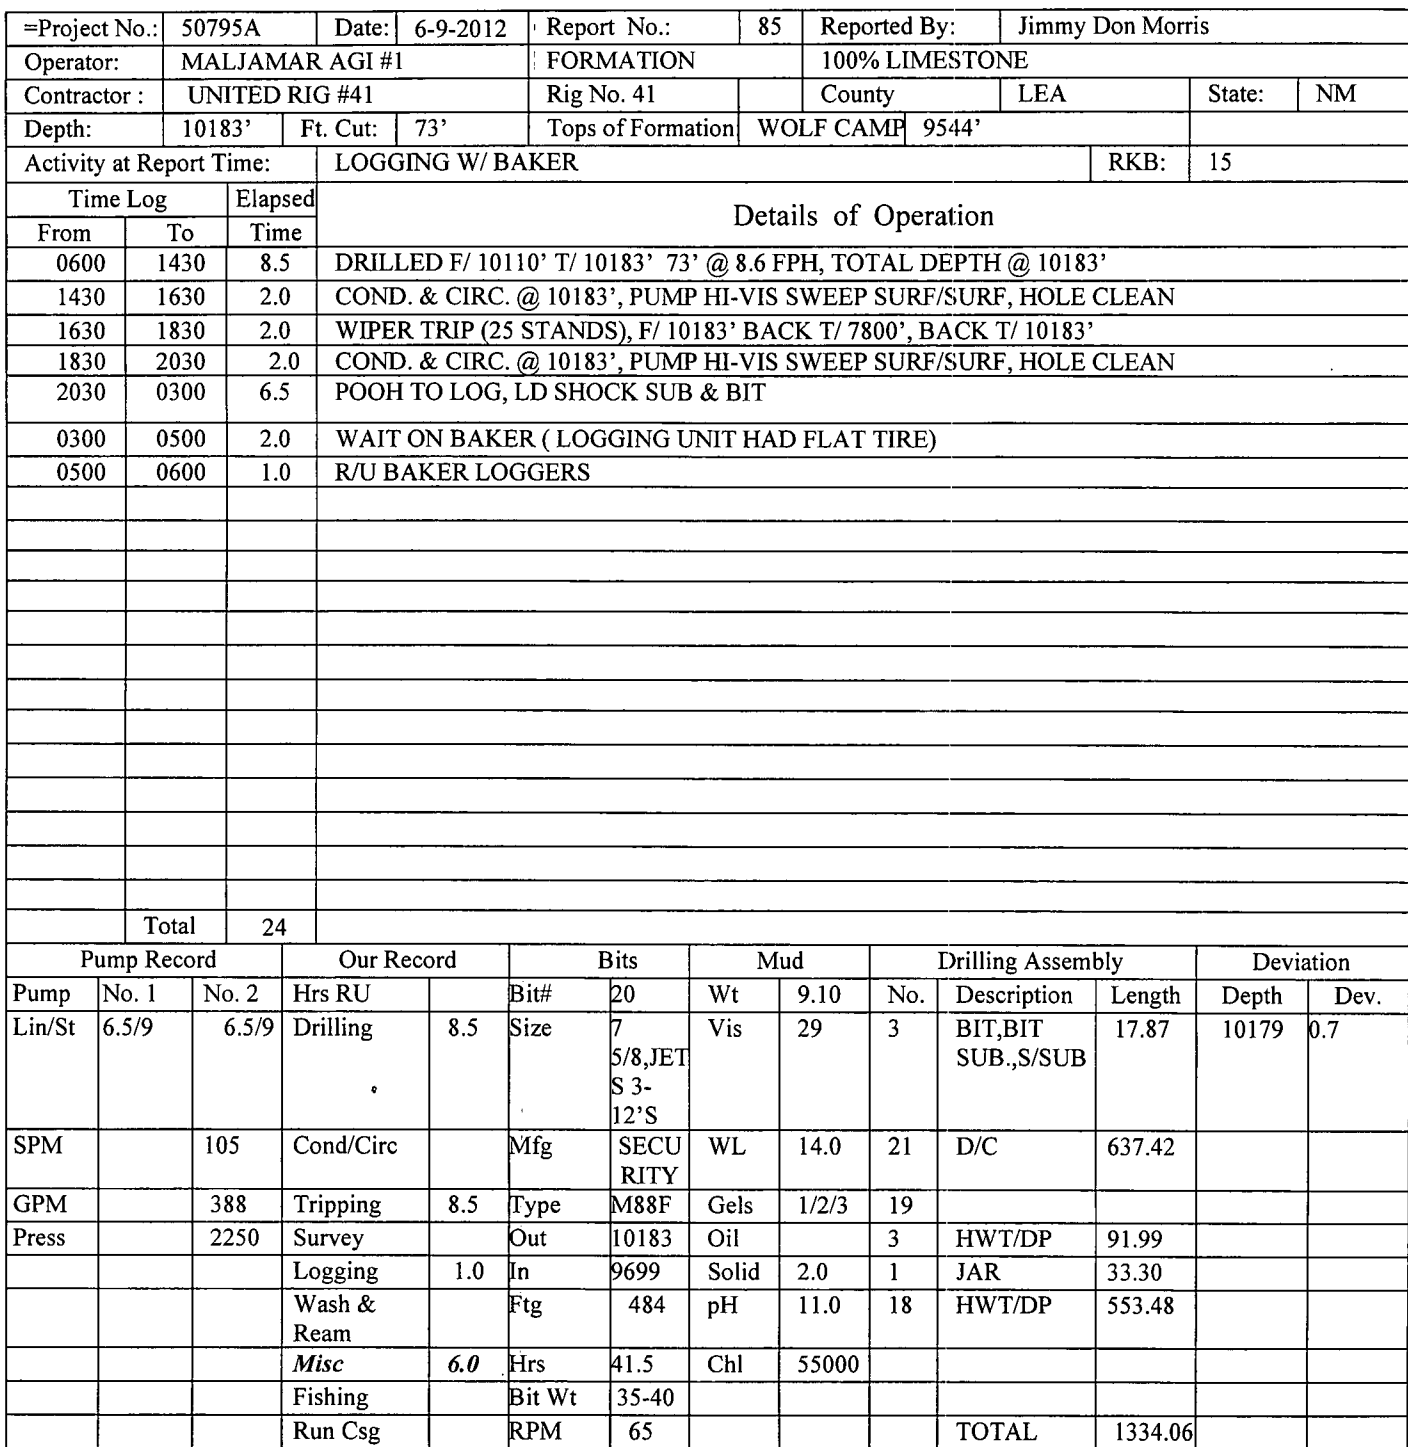 =Project No.: 50795A Date: 6-9-2012 Report No.: 85 Reported By: Jimmy Don Morris
Operator: MALJAMAR AGI #1 FORMATION 100% LIMESTONE
Contractor : UNITED RIG #41 Rig No. 41 County LEA State: NM
Depth: 10183' Ft. Cut: 73' Tops of Formation WOLF CAMP 9544'
Activity at Report Time: LOGGING W/ BAKER RKB: 15
Time Log Elapsed Details of Operation
From To Time
0600 1430 8.5 DRILLED F/ 10110' T/ 10183' 73' @ 8.6 FPH, TOTAL DEPTH @ 10183'
1430 1630 2.0 COND. & CIRC. @ 10183', PUMP HI-VIS SWEEP SURF/SURF, HOLE CLEAN
1630 1830 2.0 WIPER TRIP (25 STANDS), F/ 10183' BACK T/ 7800', BACK T/ 10183'
1830 2030 2.0 COND. & CIRC. @ 10183', PUMP HI-VIS SWEEP SURF/SURF, HOLE CLEAN
2030 0300 6.5 POOH TO LOG, LD SHOCK SUB & BIT
0300 0500 2.0 WAIT ON BAKER ( LOGGING UNIT HAD FLAT TIRE)
0500 0600 1.0 R/U BAKER LOGGERS
Total 24
Pump Record Our Record Bits Mud Drilling Assembly Deviation
Pump No. 1 No. 2 Hrs RU Bit# 20 Wt 9.10 No. Description Length Depth Dev.
Lin/St 6.5/9 6.5/9 Drilling 8.5 Size 7 Vis 29 3 BIT,BIT 17.87 10179 0.7
5/8,JET SUB.,S/SUB
S 3-
12'S
SPM 105 Cond/Circ Mfg SECU WL 14.0 21 D/C 637.42
RITY
GPM 388 Tripping 8.5 Type M88F Gels 1/2/3 19
Press 2250 Survey Out 10183 Oil 3 HWT/DP 91.99
Logging 1.0 In 9699 Solid 2.0 1 JAR 33.30
Wash & Ftg 484 pH 11.0 18 HWT/DP 553.48
Ream
Misc 6.0 Hrs 41.5 Chl 55000
Fishing Bit Wt 35-40
Run Csg RPM 65 TOTAL 1334.06